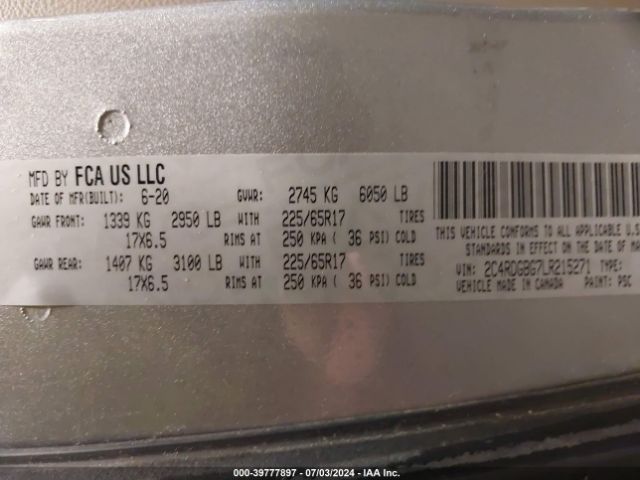 MFD BY FCA US LLC
DATE OF MFR(BUILT): 6-20 GVWR: 2745 KG 6050 LB
GAWR FRONT: 1339 KG 2950 LB WITH 225/65R17 TIRES
17X6.5 RIMS AT 250 KPA ( 36 PSI) COLD
GAWR REAR: 1407 KG 3100 LB WITH 225/65R17 TIRES
17X6.5 RIMS AT 250 KPA ( 36 PSI) COLD
THIS VEHICLE CONFORMS TO ALL APPLICABLE U.S.
STANDARDS IN EFFECT ON THE DATE OF MA
VIN: 2C4RDGBG7LR215271 TYPE:
VEHICLE MADE IN CANADA PAINT: PSC
000-39777897 - 07/03/2024 - IAA Inc.